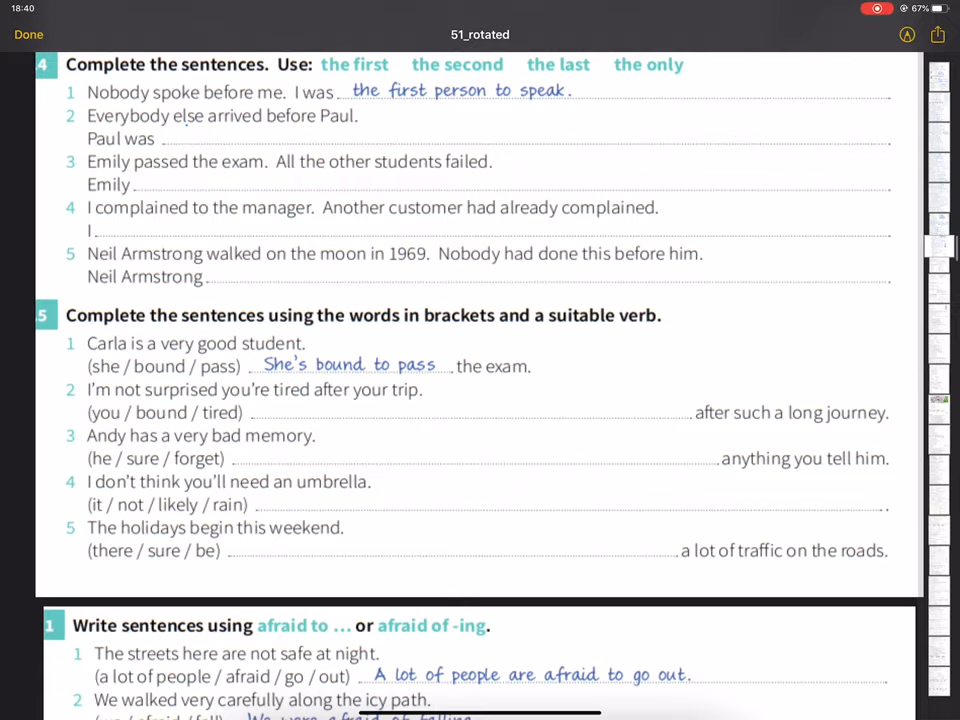 18:40
67%
Done
51_rotated
4 Complete the sentences. Use: the first the second the last the only
1 Nobody spoke before me. I was the first person to speak.
2 Everybody else arrived before Paul.
Paul was
3 Emily passed the exam. All the other students failed.
Emily
4 I complained to the manager. Another customer had already complained.
I
5 Neil Armstrong walked on the moon in 1969. Nobody had done this before him.
Neil Armstrong
5 Complete the sentences using the words in brackets and a suitable verb.
1 Carla is a very good student.
(she / bound / pass) She's bound to pass the exam.
2 I'm not surprised you're tired after your trip.
(you / bound / tired) after such a long journey.
3 Andy has a very bad memory.
(he / sure / forget) anything you tell him.
4 I don't think you'll need an umbrella.
(it / not / likely / rain) .
5 The holidays begin this weekend.
(there / sure / be) a lot of traffic on the roads.
1 Write sentences using afraid to ... or afraid of -ing.
1 The streets here are not safe at night.
(a lot of people / afraid / go / out) A lot of people are afraid to go out.
2 We walked very carefully along the icy path.
(we / afraid / fall) We were afraid of falling